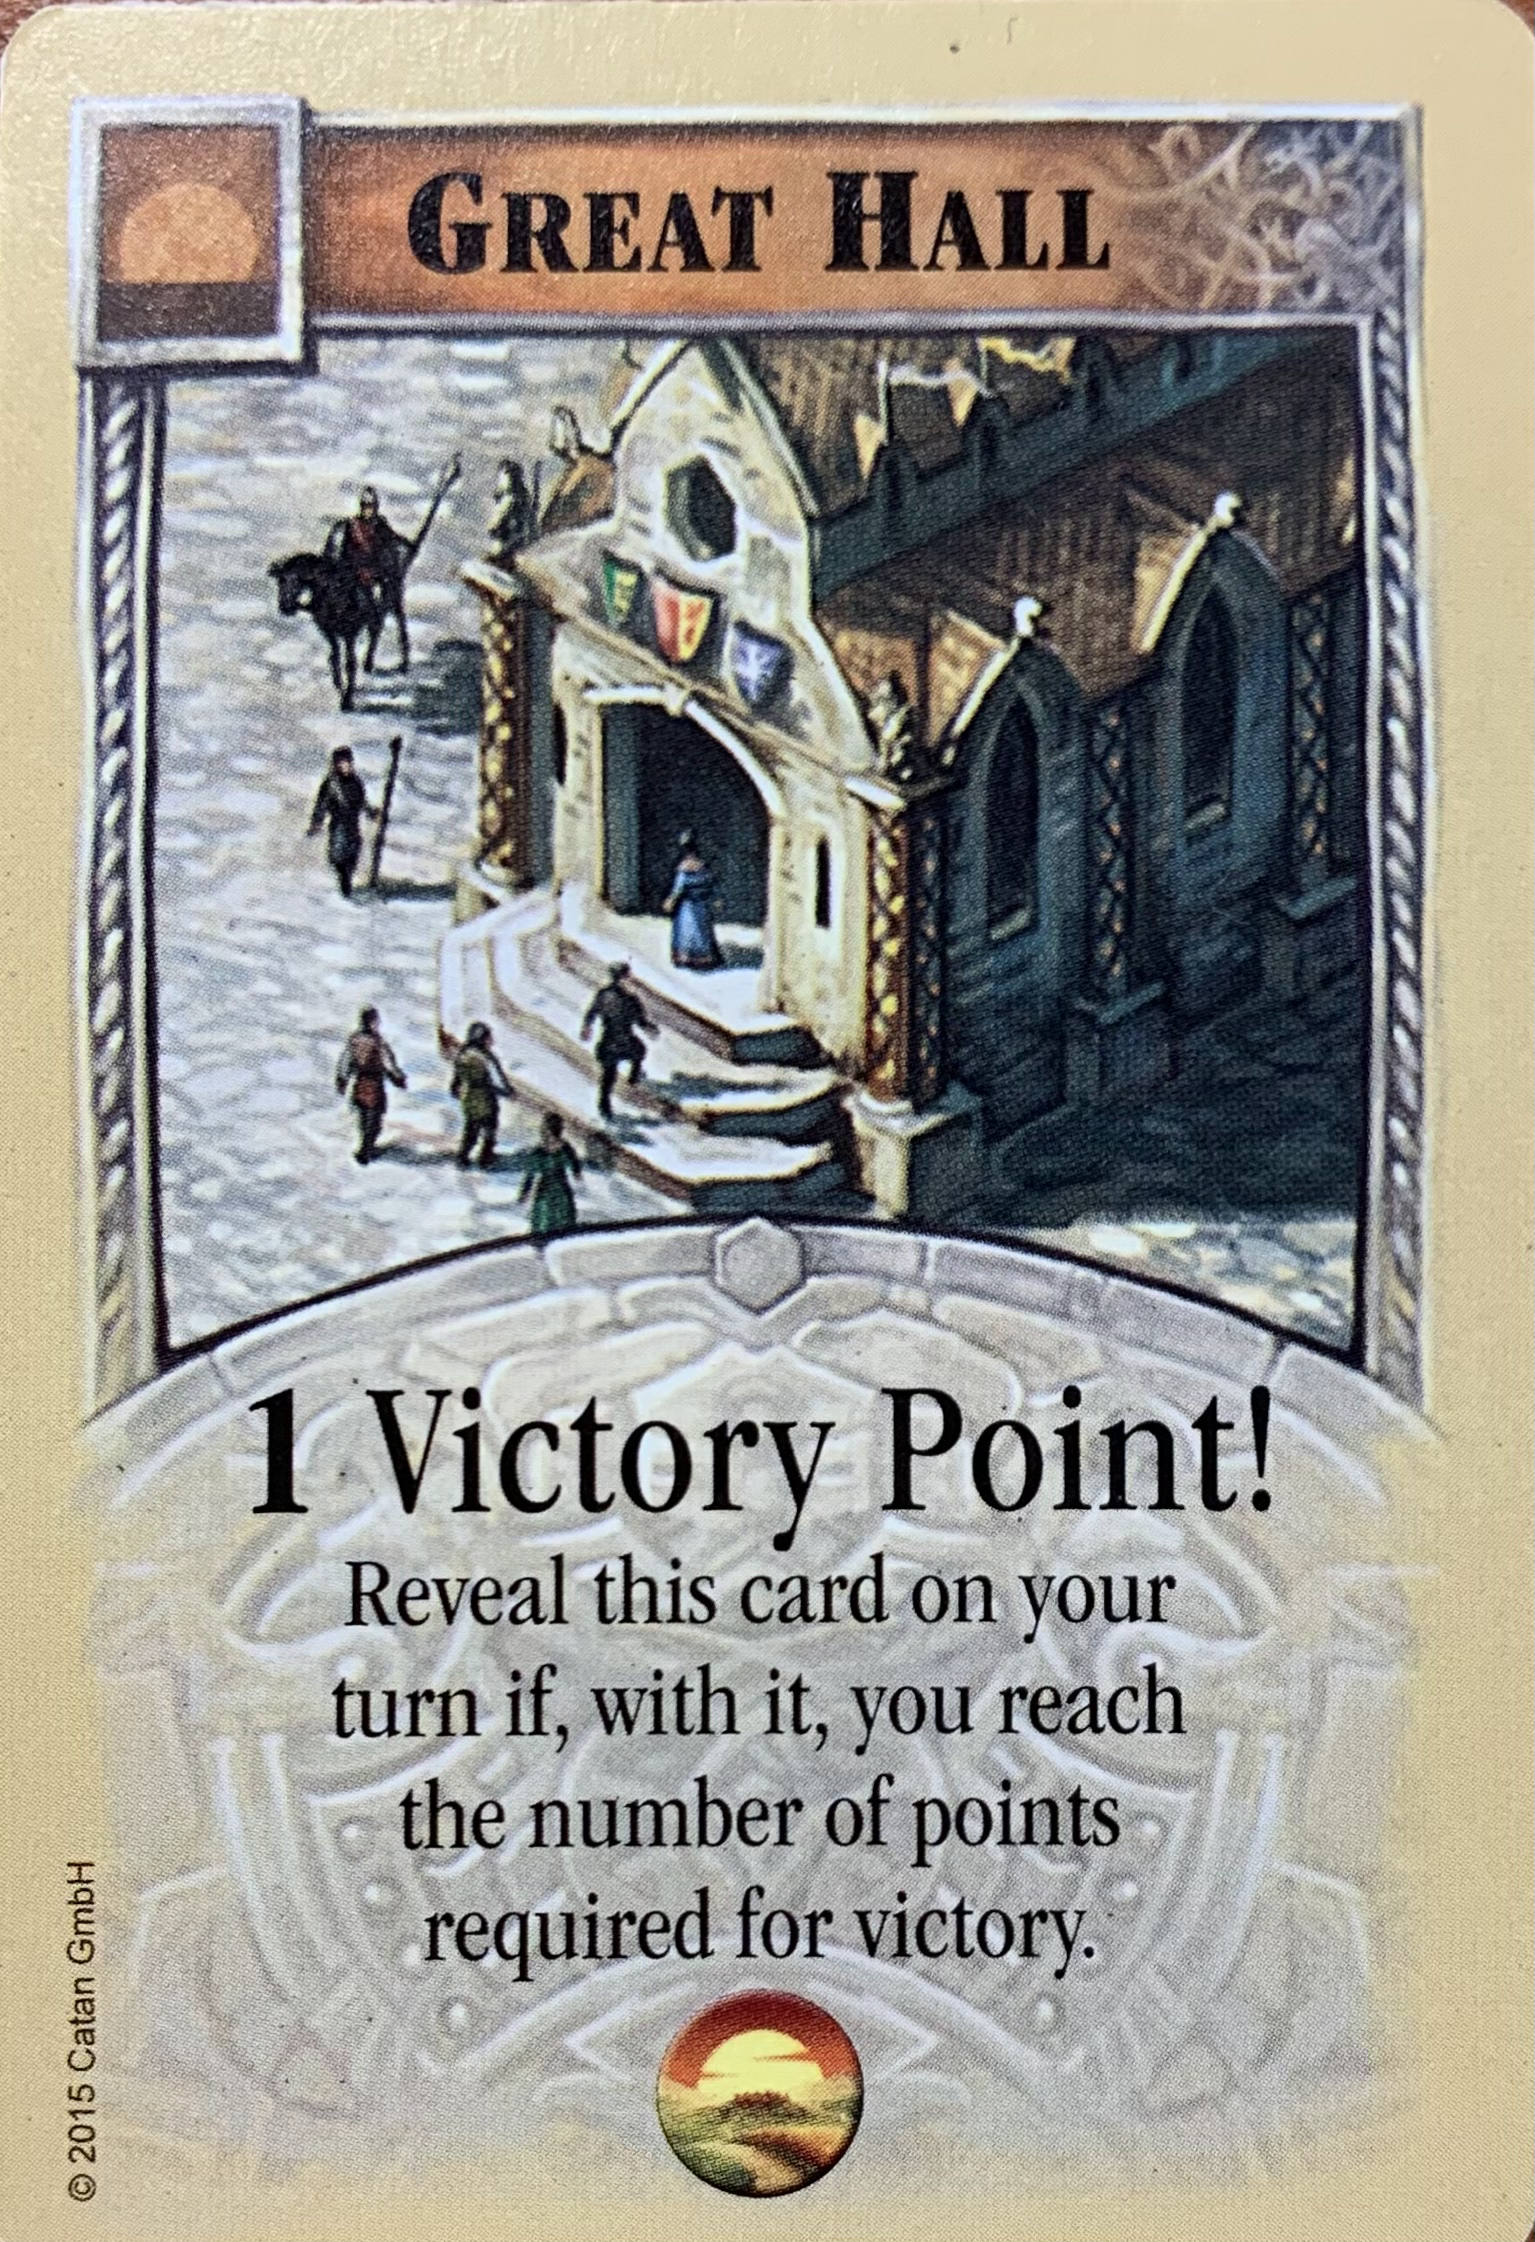 GREAT HALL
1 Victory Point!
Reveal this card on your
turn if, with it, you reach
the number of points
required for victory.
© 2015 Catan GmbH